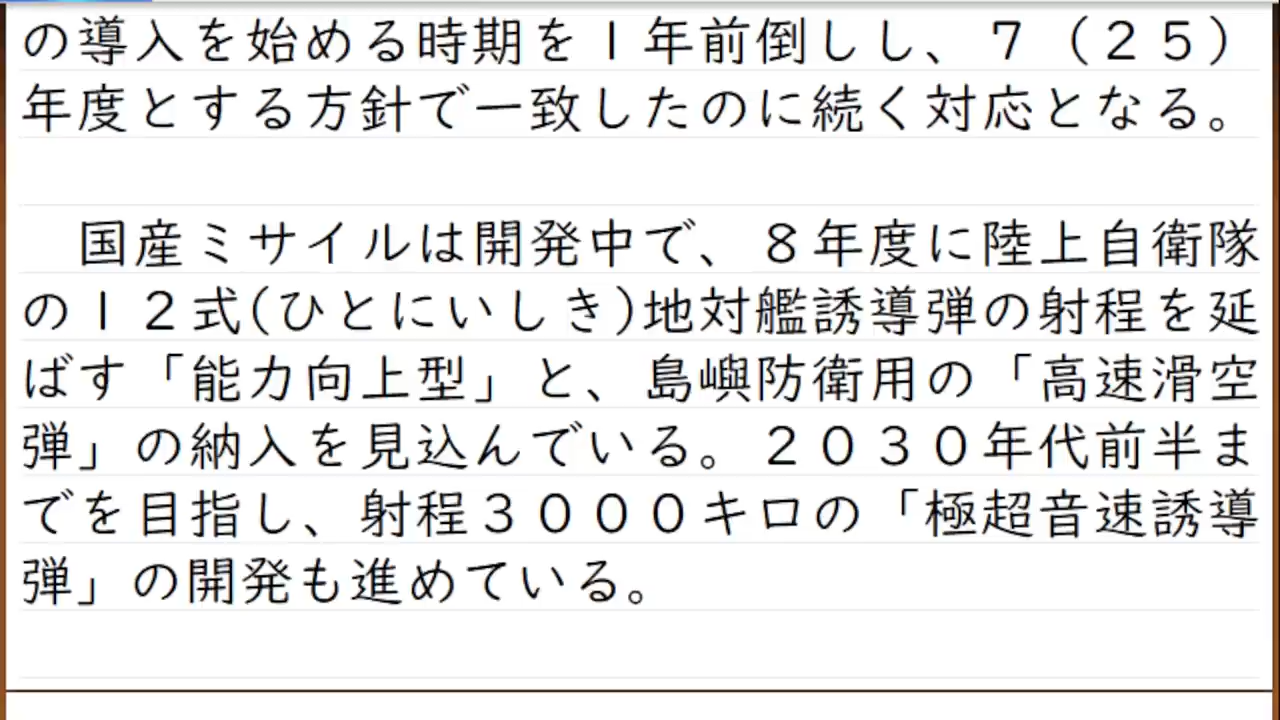 の導入を始める時期を１年前倒しし、７（２５）
年度とする方針で一致したのに続く対応となる。
　国産ミサイルは開発中で、８年度に陸上自衛隊
の１２式(ひとにいしき)地対艦誘導弾の射程を延
ばす「能力向上型」と、島嶼防衛用の「高速滑空
弾」の納入を見込んでいる。２０３０年代前半ま
でを目指し、射程３０００キロの「極超音速誘導
弾」の開発も進めている。